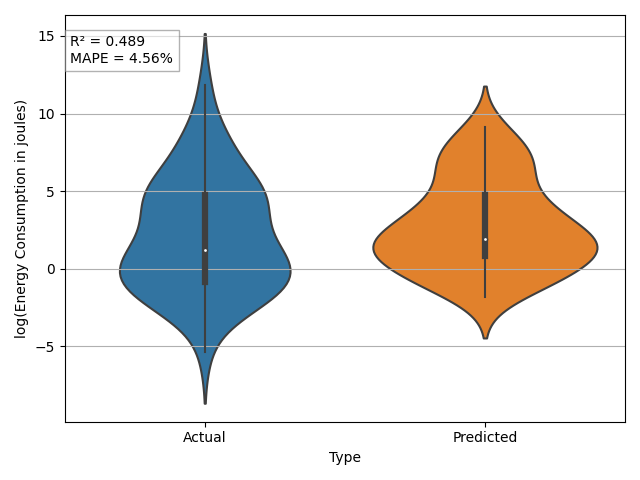 R² = 0.489
MAPE = 4.56%
15
10
5
0
−5
log(Energy Consumption in joules)
Actual
Predicted
Type